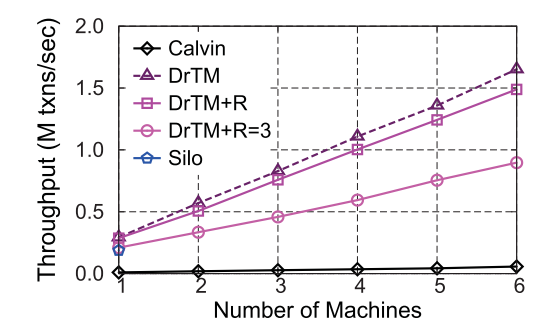 Throughput (M txns/sec)
2.0
1.5
1.0
0.5
0.0
Calvin
DrTM
DrTM+R
DrTM+R=3
Silo
1 2 3 4 5 6
Number of Machines